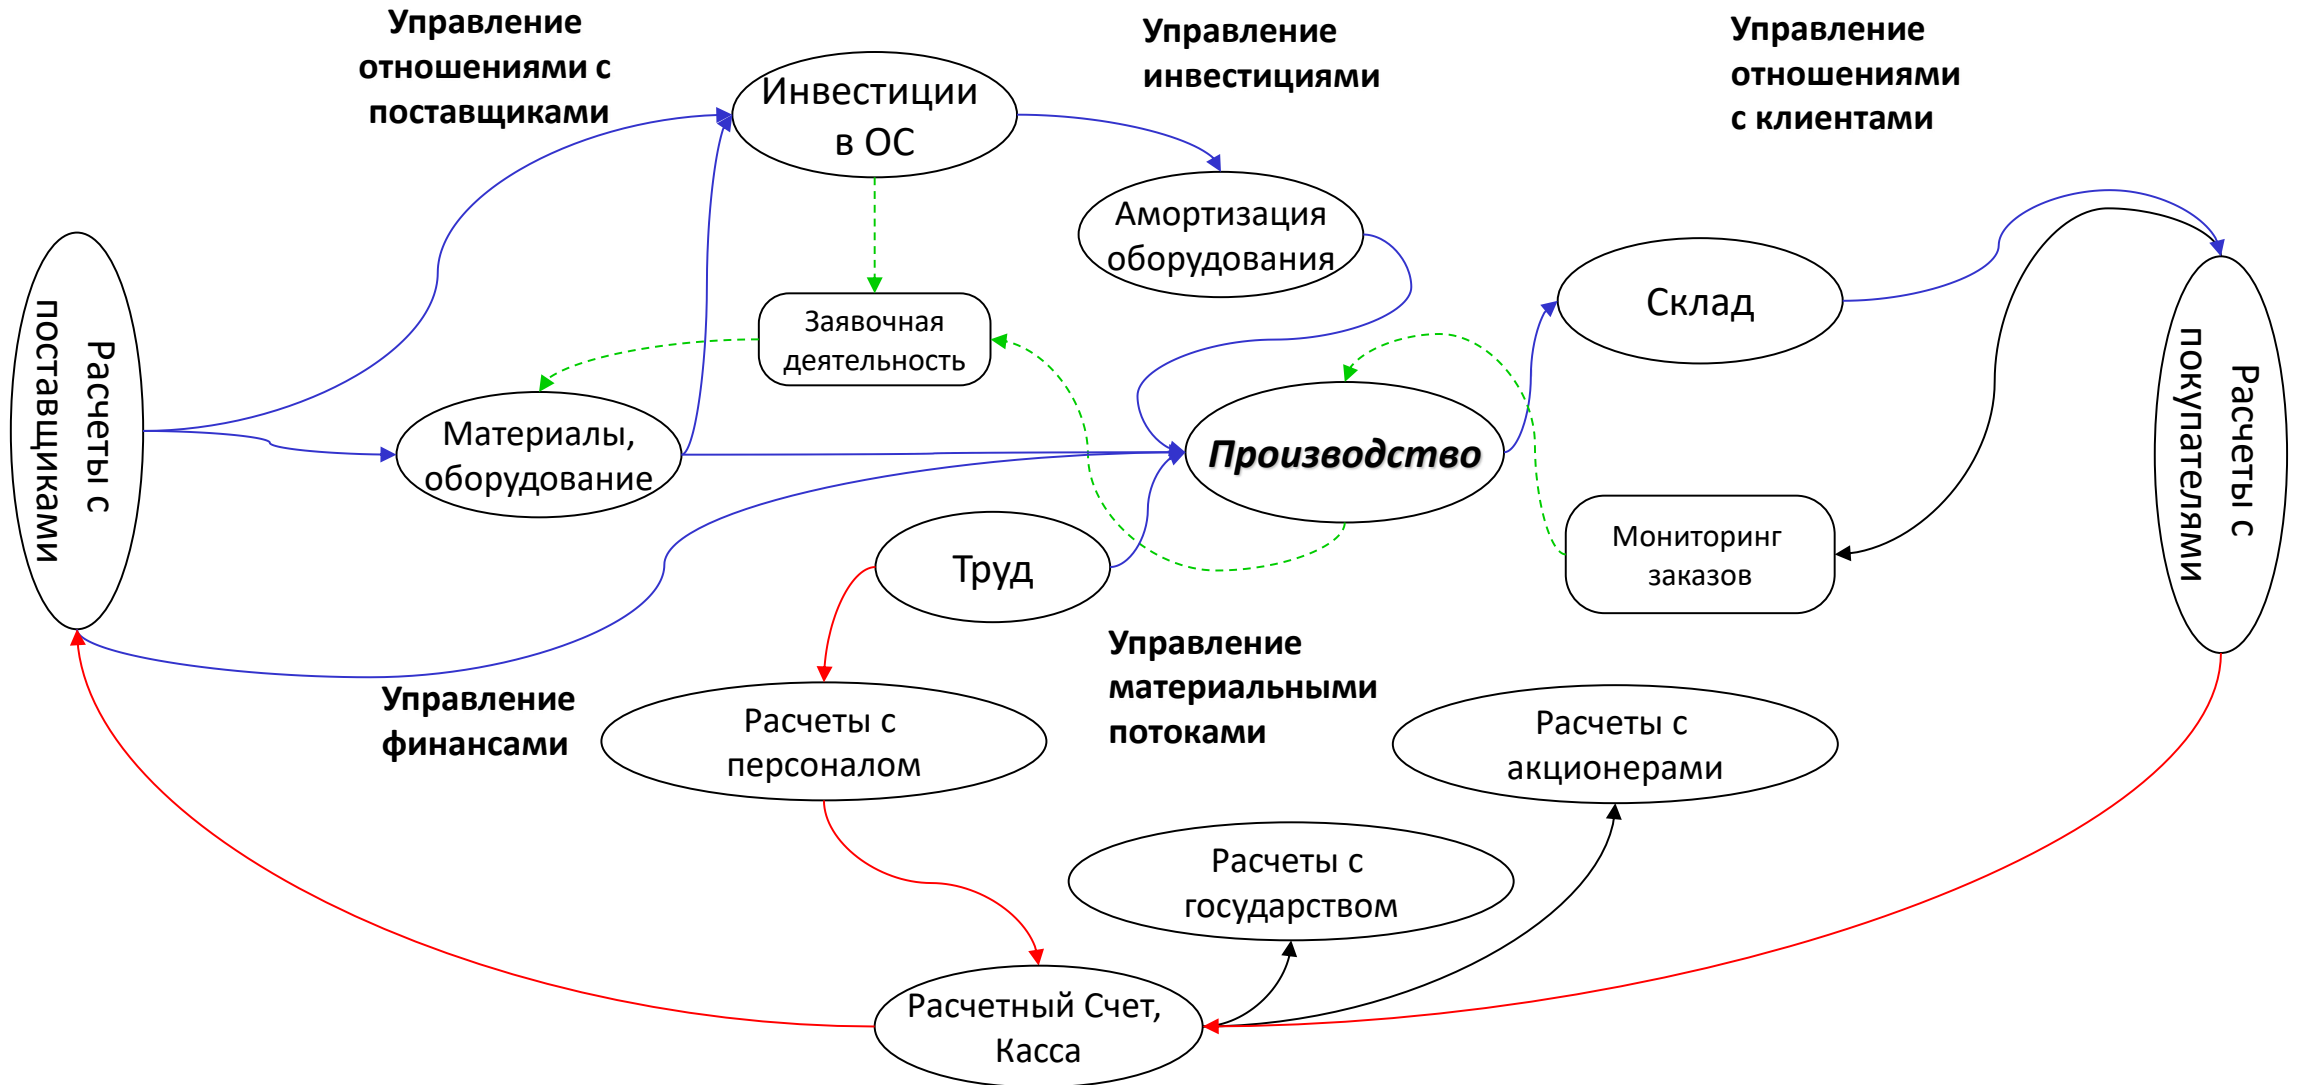 Управление
отношениями с
поставщиками
Управление
инвестициями
Управление
отношениями
с клиентами
Инвестиции
в ОС
Амортизация
оборудования
Склад
Заявочная
деятельность
Расчеты с
поставщиками
Материалы,
оборудование
Производство
Расчеты с
покупателями
Мониторинг
заказов
Труд
Управление
материальными
потоками
Управление
финансами
Расчеты с
персоналом
Расчеты с
акционерами
Расчеты с
государством
Расчетный Счет,
Касса